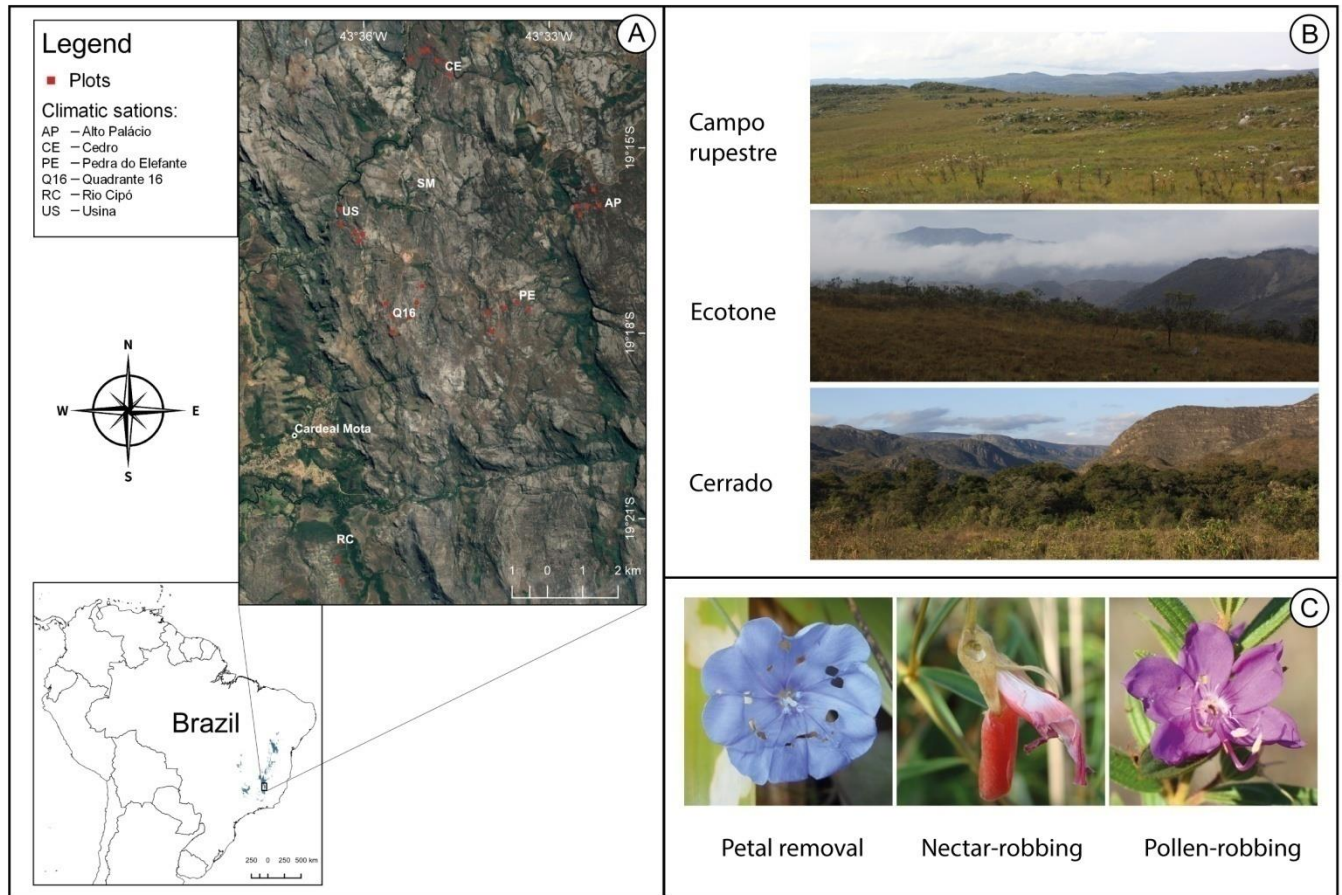 Legend
Plots
Climatic sations:
AP – Alto Palácio
CE – Cedro
PE – Pedra do Elefante
Q16 – Quadrante 16
RC – Rio Cipó
US – Usina
N
W
E
S
A
43°36'W
43°33'W
CE
19°15'S
SM
AP
US
PE
Q16
19°18'S
Cardeal Mota
19°21'S
RC
1 0 1 2 km
Brazil
250 0 250 500 km
B
Campo
rupestre
Ecotone
Cerrado
C
Petal removal
Nectar-robbing
Pollen-robbing